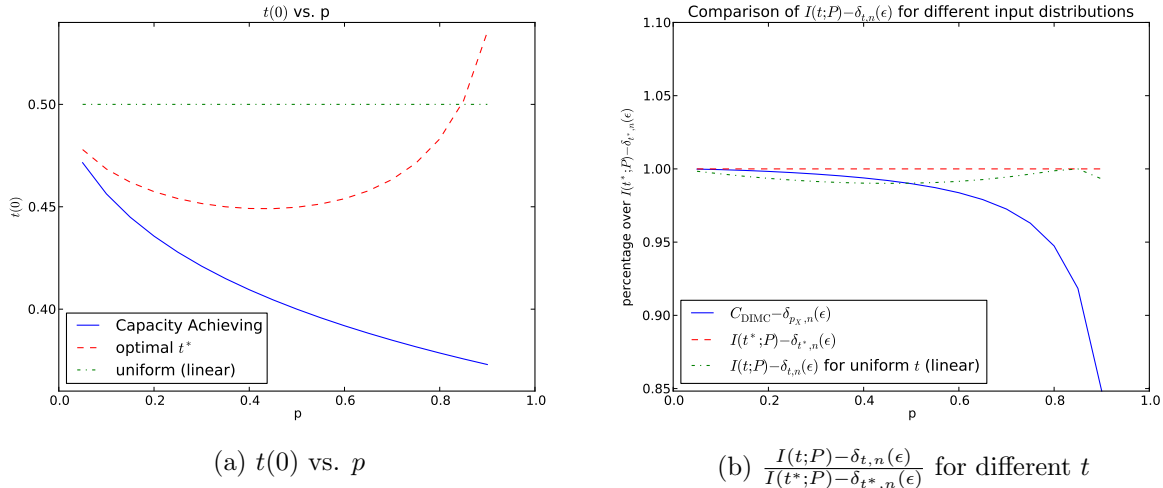 t(0) vs. p
0.50
0.45
0.40
t(0)
Capacity Achieving
optimal t*
uniform (linear)
0.0 0.2 0.4 0.6 0.8 1.0
p
(a) t(0) vs. p
Comparison of I(t;P)−δ_{t,n}(ϵ) for different input distributions
1.10
1.05
1.00
0.95
0.90
0.85
percentage over I(t*;P)−δ_{t*,n}(ϵ)
C_{DIMC}−δ_{p_X,n}(ϵ)
I(t*;P)−δ_{t*,n}(ϵ)
I(t;P)−δ_{t,n}(ϵ) for uniform t (linear)
0.0 0.2 0.4 0.6 0.8 1.0
p
(b) \frac{I(t;P)−δ_{t,n}(ϵ)}{I(t*;P)−δ_{t*,n}(ϵ)} for different t